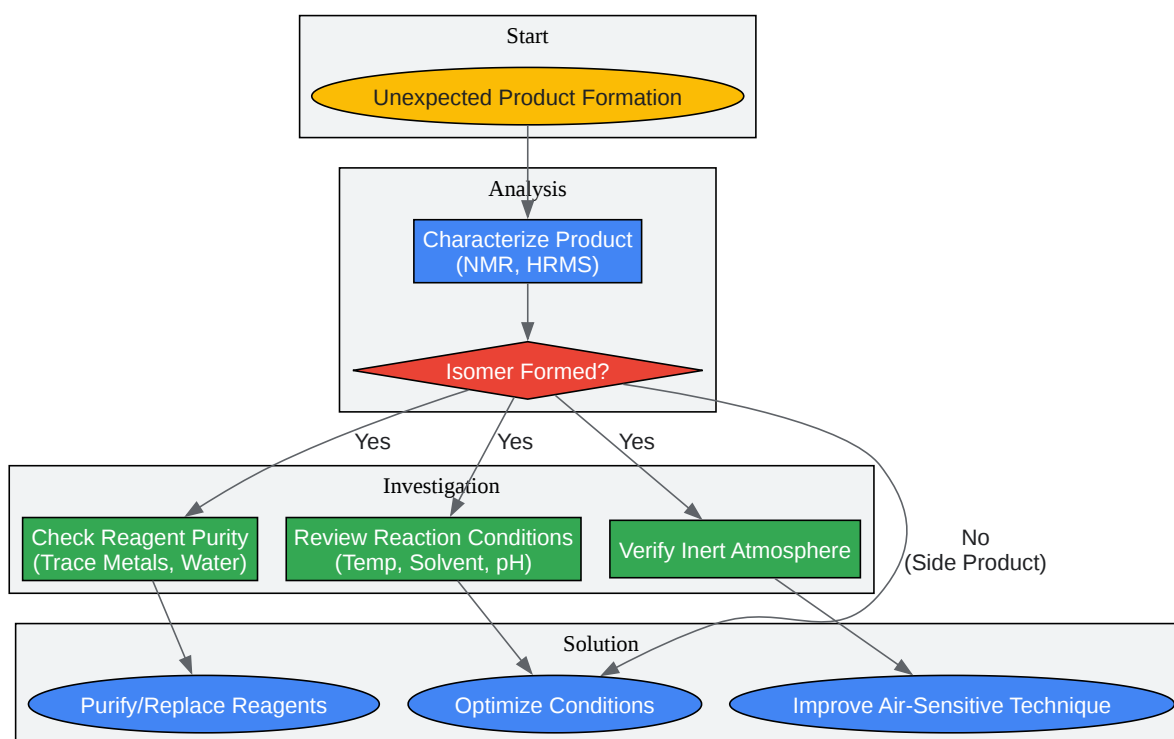 Start
Unexpected Product Formation
Analysis
Characterize Product
(NMR, HRMS)
Isomer Formed?
Yes
Yes
Yes
No
(Side Product)
Investigation
Check Reagent Purity
(Trace Metals, Water)
Review Reaction Conditions
(Temp, Solvent, pH)
Verify Inert Atmosphere
Solution
Purify/Replace Reagents
Optimize Conditions
Improve Air-Sensitive Technique